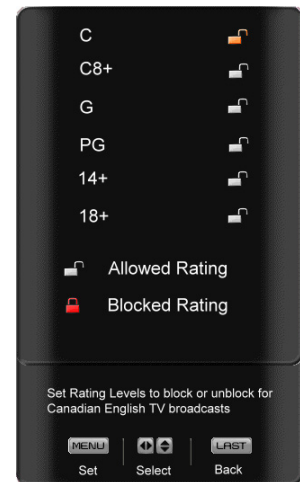 C
C8+
G
PG
14+
18+
Allowed Rating
Blocked Rating
Set Rating Levels to block or unblock for
Canadian English TV broadcasts
MENU LAST
Set Select Back